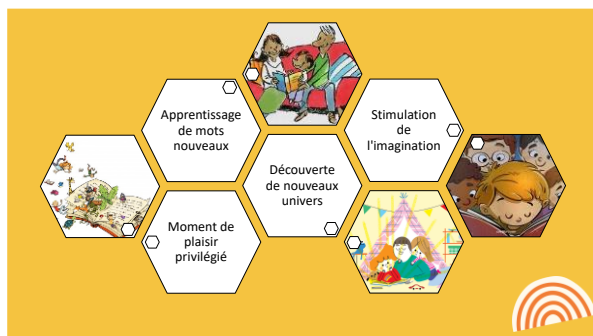 Apprentissage
de mots
nouveaux
Stimulation
de
l'imagination
Découverte
de nouveaux
univers
Moment de
plaisir
privilégié